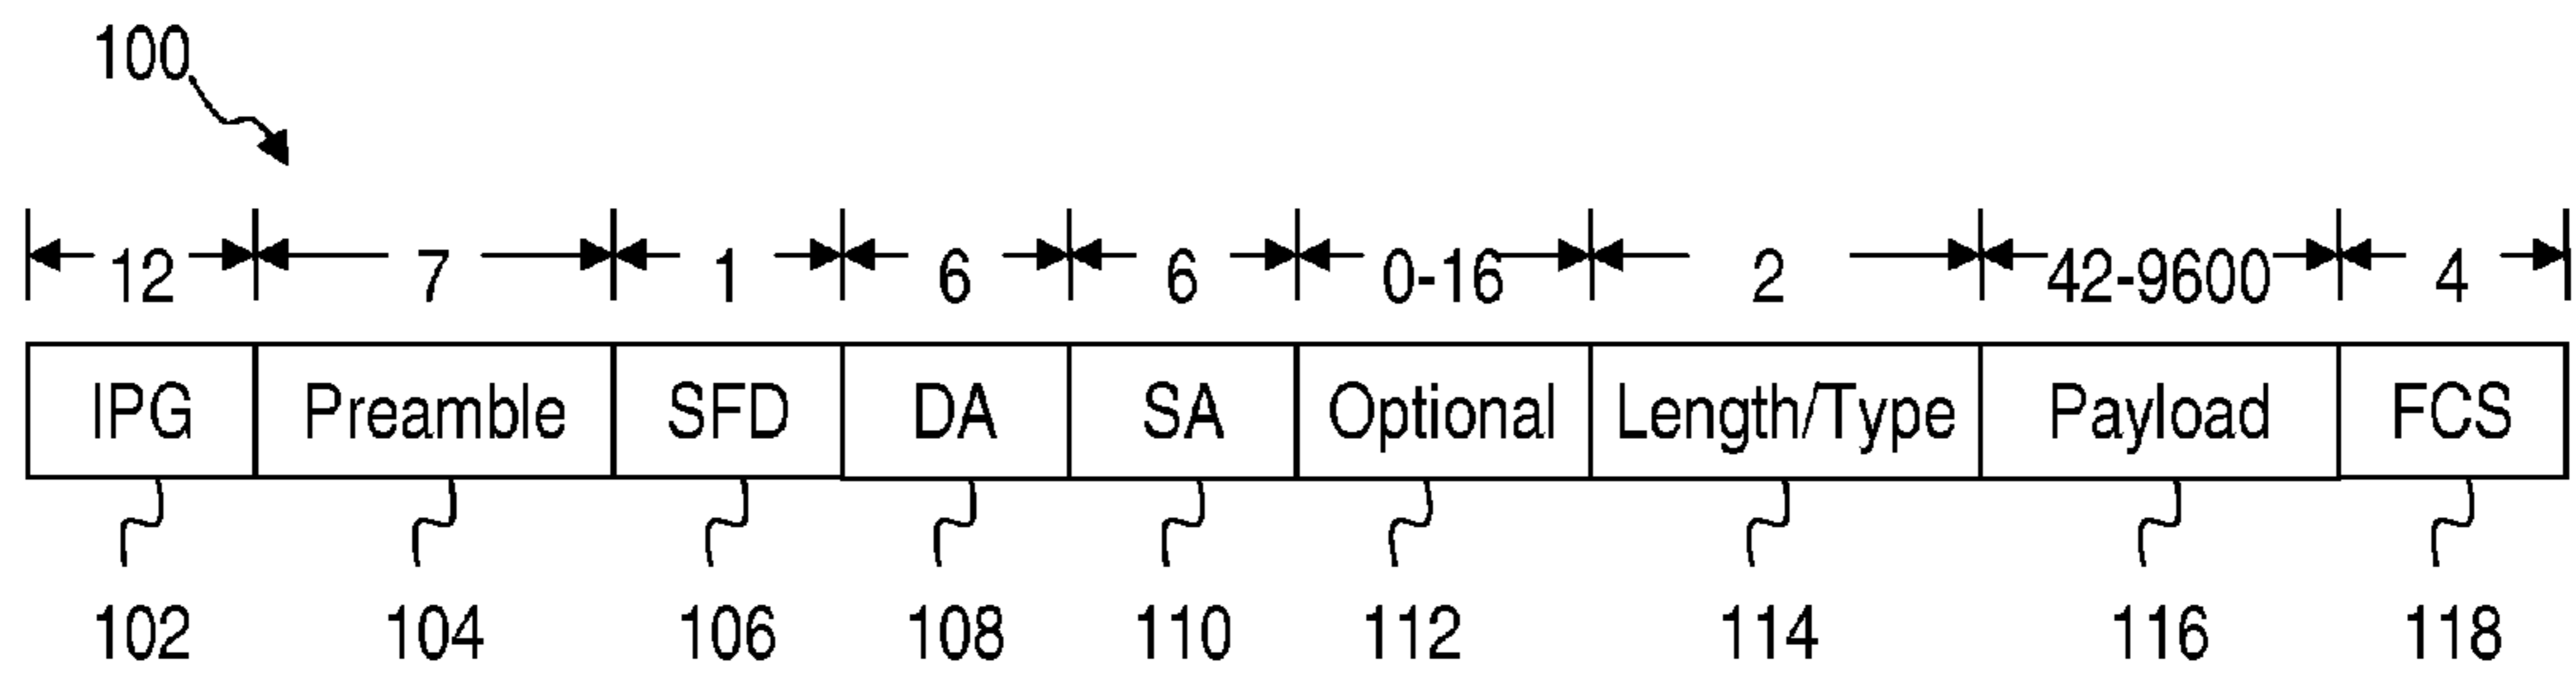 100
12 7 1 6 6 0-16 2 42-9600 4
IPG Preamble SFD DA SA Optional Length/Type Payload FCS
102 104 106 108 110 112 114 116 118